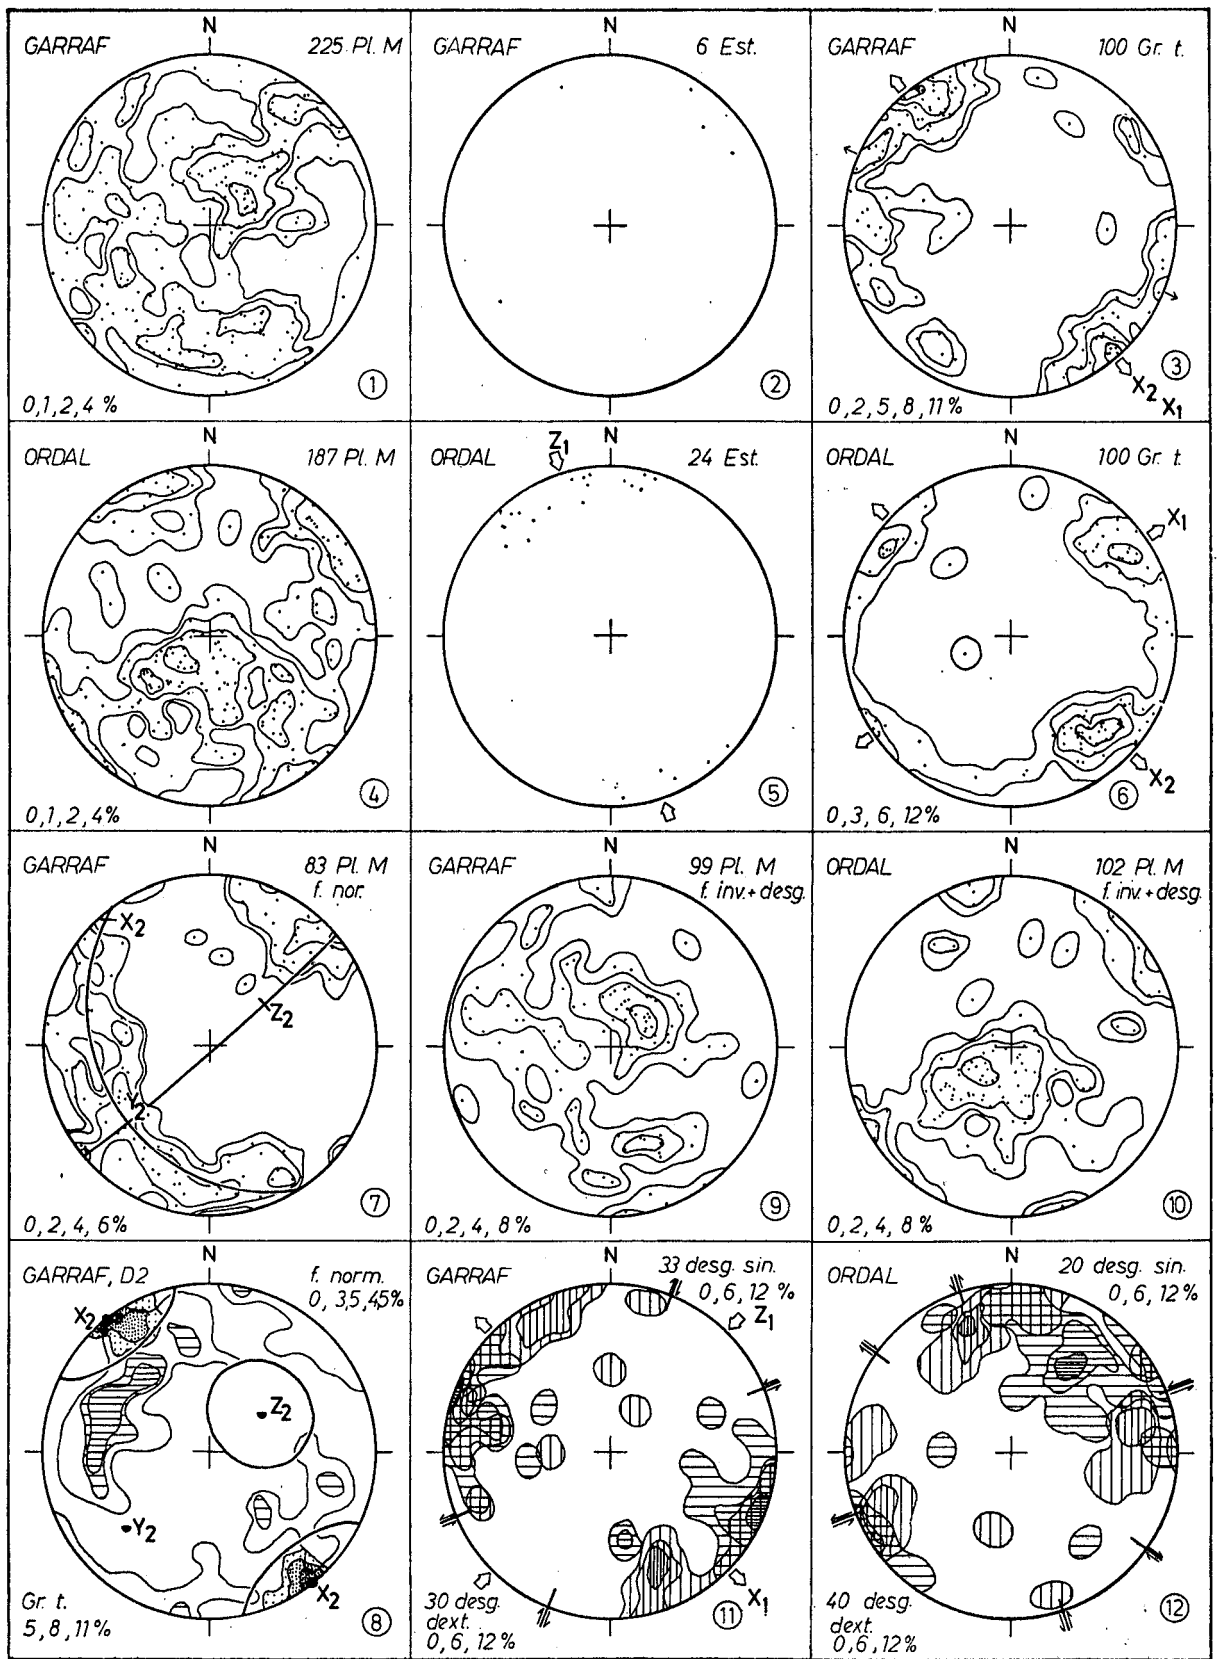 N
GARRAF 225 Pl. M
1
0,1,2,4 %
N
GARRAF 6 Est.
2
N
GARRAF 100 Gr. t.
3
X2
X1
0,2,5,8,11%
N
ORDAL 187 Pl. M
4
0,1,2,4%
N
Z1
ORDAL 24 Est.
5
N
ORDAL 100 Gr. t.
X1
6
X2
0,3,6,12%
N
GARRAF 83 Pl. M
f. nor.
X2
Z2
Y2
7
0,2,4,6%
N
GARRAF 99 Pl. M
f. inv.+desg.
9
0,2,4,8%
N
ORDAL 102 Pl. M
f. inv.+desg.
10
0,2,4,8%
N
GARRAF, D2 f. norm.
0, 3,5,4,5%
X2
Z2
Y2
X2
Gr. t.
5,8,11%
8
N
GARRAF 33 desg. sin.
0,6,12 %
Z1
X1
30 desg.
dext.
0,6,12%
11
N
ORDAL 20 desg. sin.
0,6,12%
40 desg.
dext.
0,6,12%
12